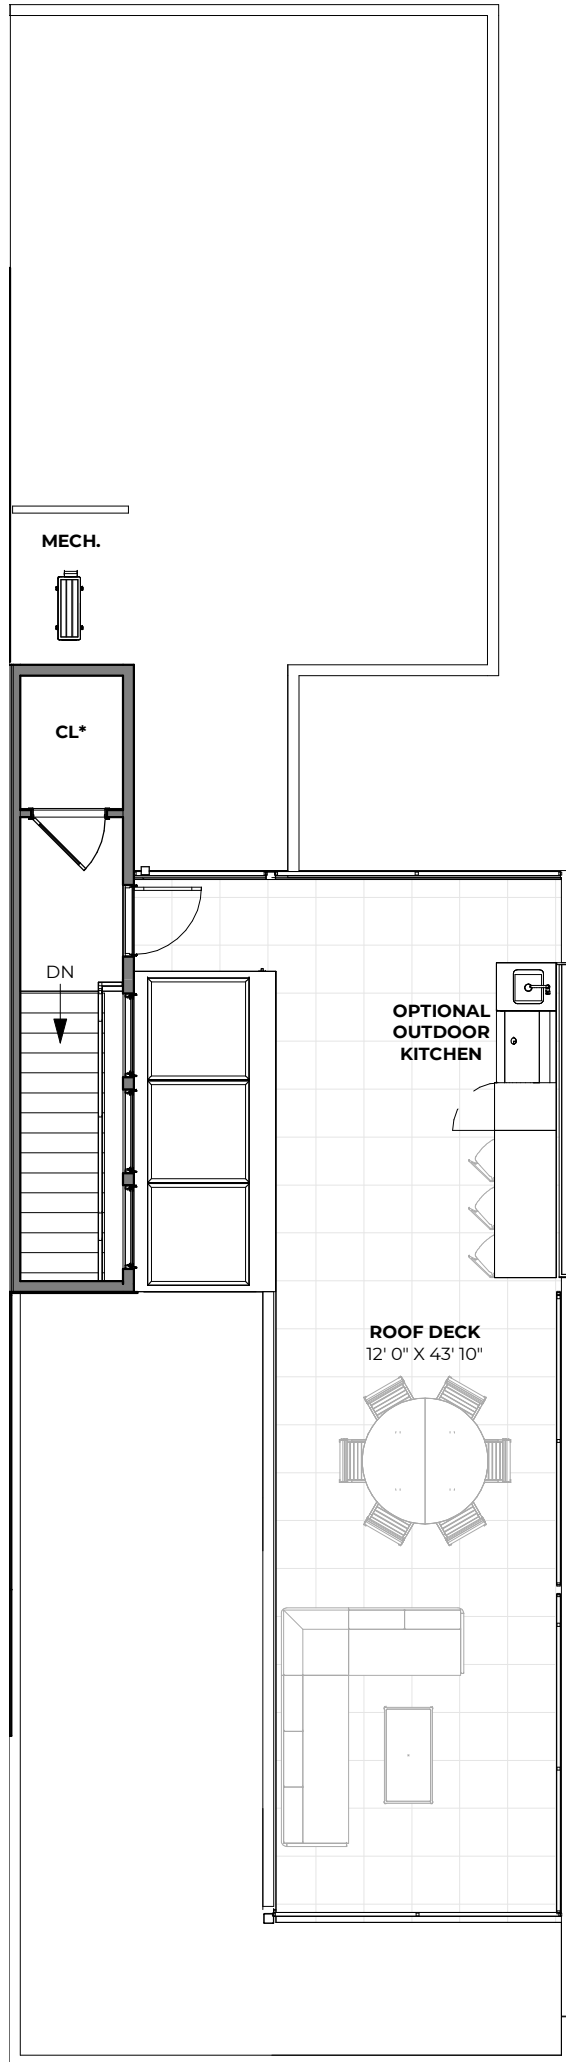 MECH.
CL*
DN
OPTIONAL
OUTDOOR
KITCHEN
ROOF DECK
12' 0" X 43' 10"